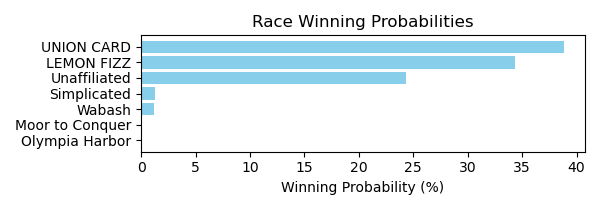 Race Winning Probabilities
UNION CARD
LEMON FIZZ
Unaffiliated
Simplicated
Wabash
Moor to Conquer
Olympia Harbor
0 5 10 15 20 25 30 35 40
Winning Probability (%)